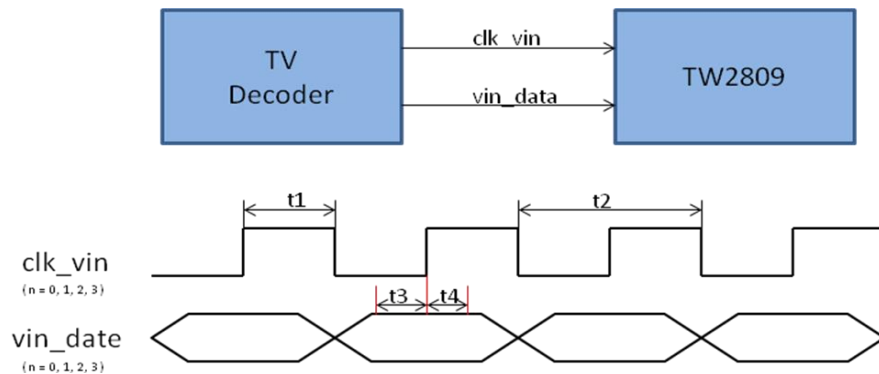 TV
Decoder
clk_vin
vin_data
TW2809
t1
t2
clk_vin
(n = 0, 1, 2, 3)
t3
t4
vin_date
(n = 0, 1, 2, 3)